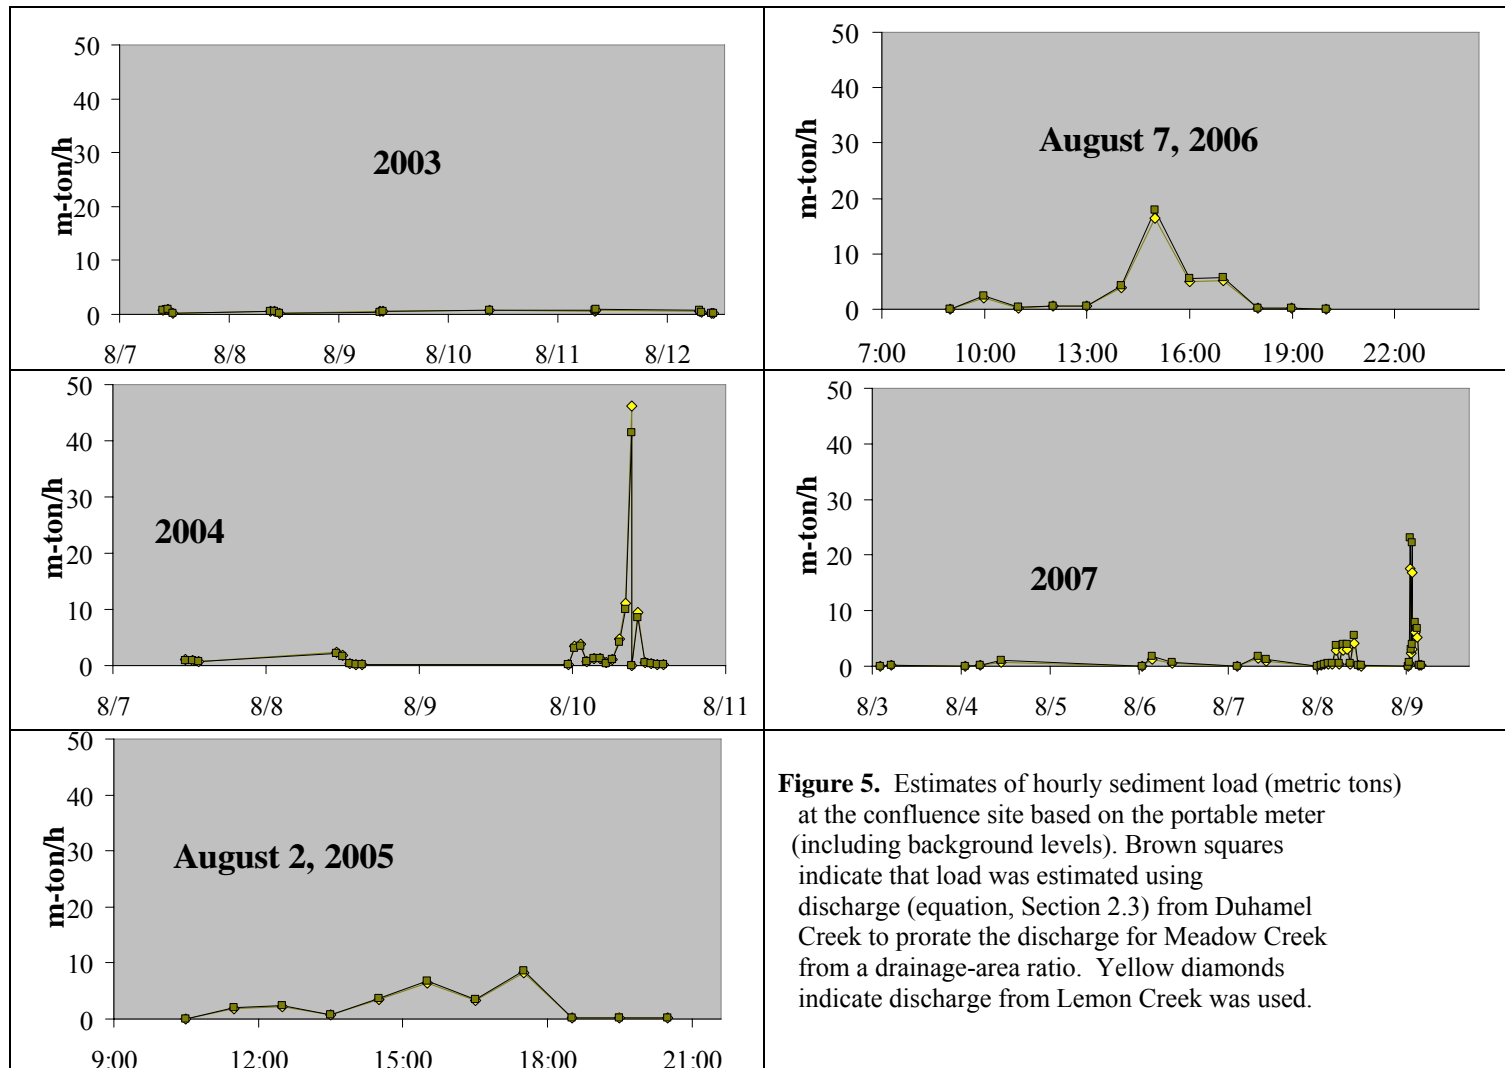 50
40
30
20
10
0
m-ton/h
2003
8/7 8/8 8/9 8/10 8/11 8/12
50
40
30
20
10
0
m-ton/h
August 7, 2006
7:00 10:00 13:00 16:00 19:00 22:00
50
40
30
20
10
0
m-ton/h
2004
8/7 8/8 8/9 8/10 8/11
50
40
30
20
10
0
m-ton/h
2007
8/3 8/4 8/5 8/6 8/7 8/8 8/9
50
40
30
20
10
0
m-ton/h
August 2, 2005
9:00 12:00 15:00 18:00 21:00
Figure 5. Estimates of hourly sediment load (metric tons)
at the confluence site based on the portable meter
(including background levels). Brown squares
indicate that load was estimated using
discharge (equation, Section 2.3) from Duhamel
Creek to prorate the discharge for Meadow Creek
from a drainage-area ratio. Yellow diamonds
indicate discharge from Lemon Creek was used.